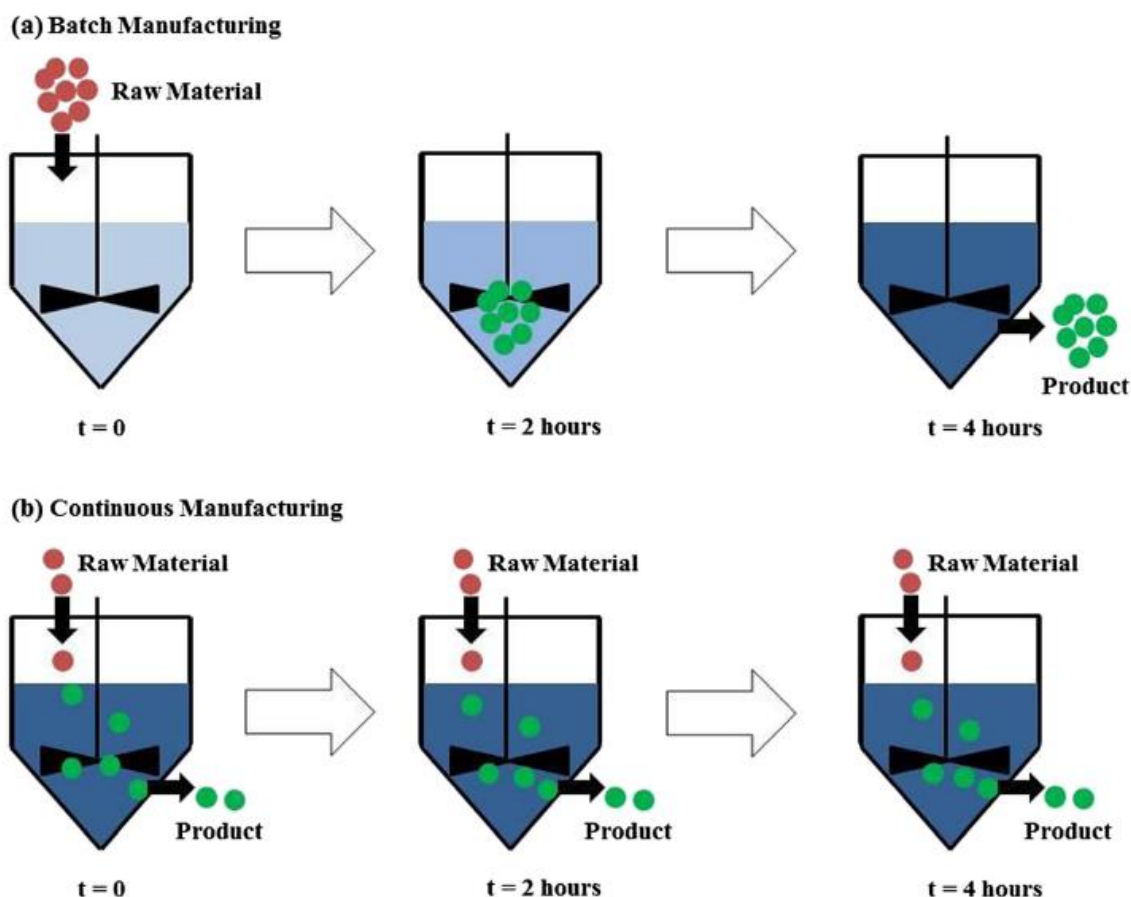 (a) Batch Manufacturing
Raw Material
Product
t = 0
t = 2 hours
t = 4 hours
(b) Continuous Manufacturing
Raw Material
Raw Material
Raw Material
Product
Product
Product
t = 0
t = 2 hours
t = 4 hours